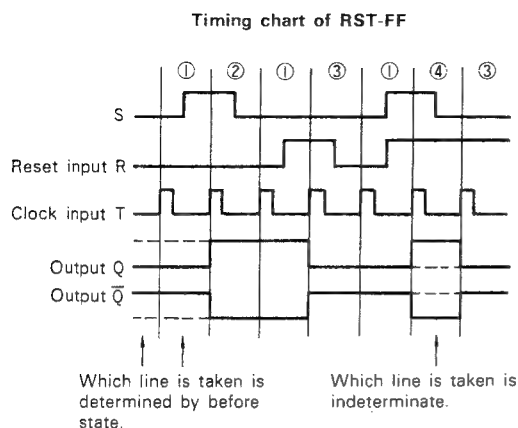 Timing chart of RST-FF
① ② ① ③ ① ④ ③
S
Reset input R
Clock input T
Output Q
Output Q̅
Which line is taken is
determined by before
state.
Which line is taken is
indeterminate.